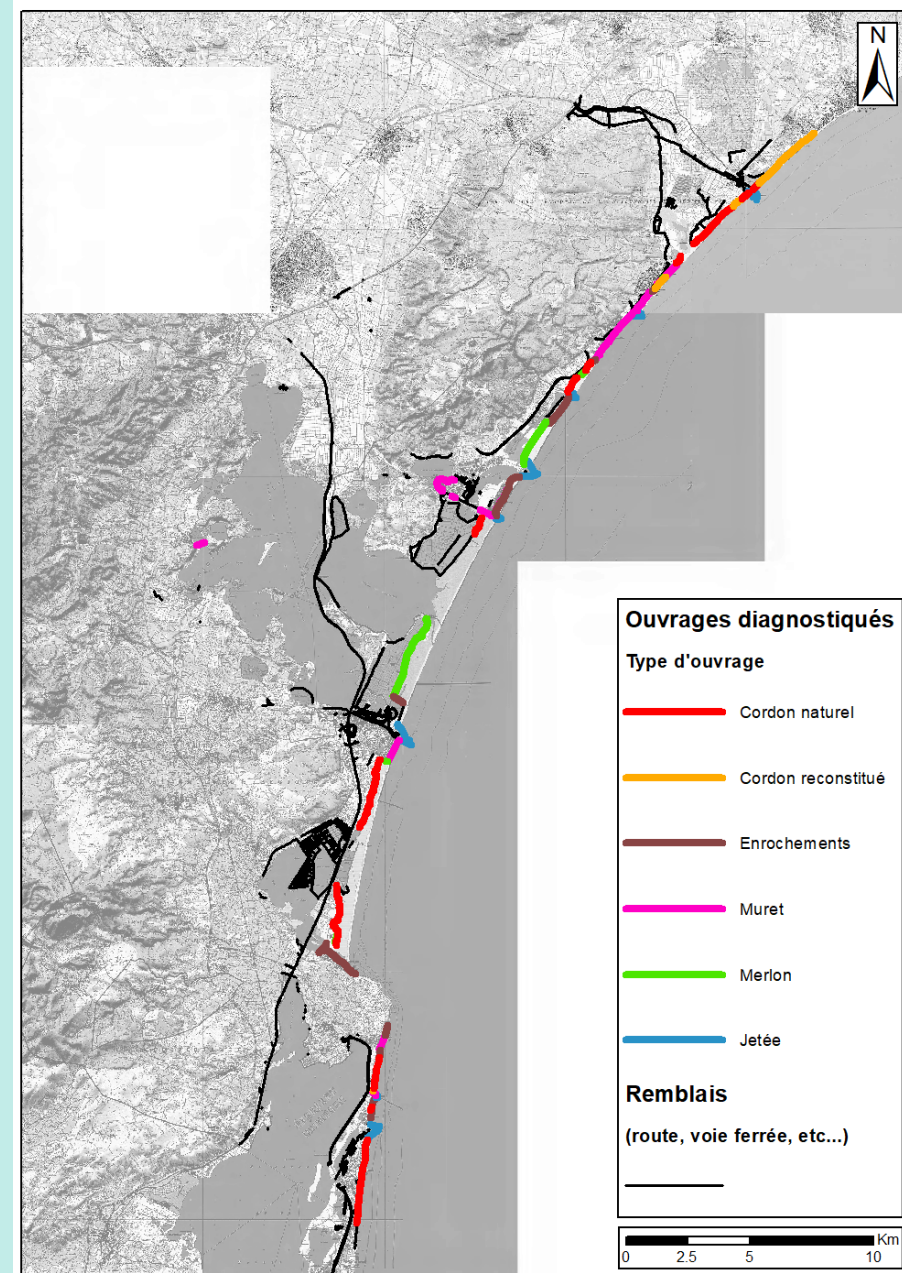 N
Ouvrages diagnostiqués
Type d'ouvrage
Cordon naturel
Cordon reconstitué
Enrochements
Muret
Merlon
Jetée
Remblais
(route, voie ferrée, etc...)
Km
0 2.5 5 10